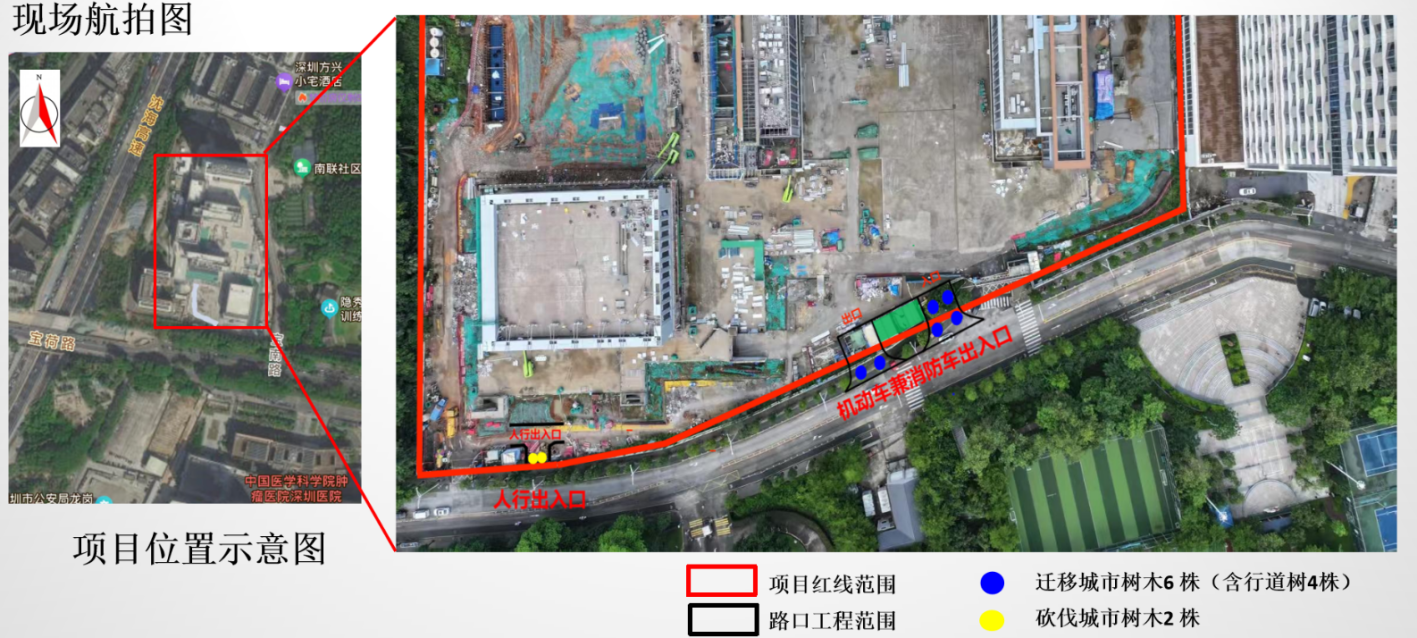 现场航拍图
N
深圳方兴
小宅酒店
沈海高速
南联社区
隐秀
训练
宝荷路
南路
中国医学科学院肿
瘤医院深圳医院
圳市公安局龙岗
项目位置示意图
入口
出口
机动车兼消防车出入口
人行出入口
人行出入口
项目红线范围
迁移城市树木6 株（含行道树4株）
路口工程范围
砍伐城市树木2 株